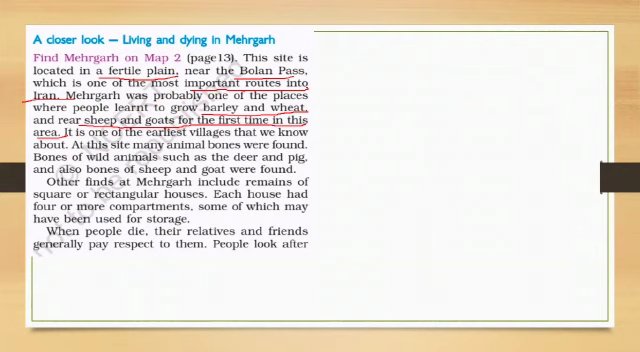 A closer look — Living and dying in Mehrgarh
Find Mehrgarh on Map 2 (page13). This site is
located in a fertile plain, near the Bolan Pass,
which is one of the most important routes into
Iran. Mehrgarh was probably one of the places
where people learnt to grow barley and wheat,
and rear sheep and goats for the first time in this
area. It is one of the earliest villages that we know
about. At this site many animal bones were found.
Bones of wild animals such as the deer and pig,
and also bones of sheep and goat were found.
Other finds at Mehrgarh include remains of
square or rectangular houses. Each house had
four or more compartments, some of which may
have been used for storage.
When people die, their relatives and friends
generally pay respect to them. People look after